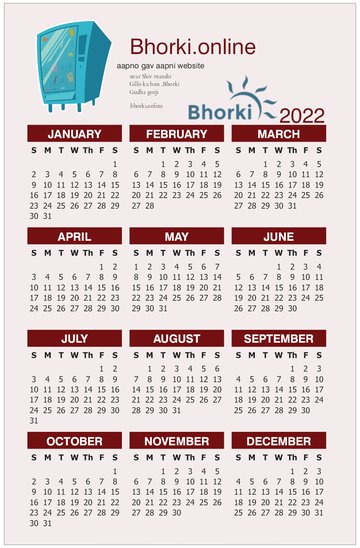 Bhorki.online
aapno gav aapni website
near Shiv mandir
Gilloka bass ,Bhorki
Gudha gorji
bhorki.online
Bhorki
2022
JANUARY
S M T W Th F S
1
2 3 4 5 6 7 8
9 10 11 12 13 14 15
16 17 18 19 20 21 22
23 24 25 26 27 28 29
30 31
FEBRUARY
S M T W Th F S
1 2 3 4 5
6 7 8 9 10 11 12
13 14 15 16 17 18 19
20 21 22 23 24 25 26
27 28
MARCH
S M T W Th F S
1 2 3 4 5
6 7 8 9 10 11 12
13 14 15 16 17 18 19
20 21 22 23 24 25 26
27 28 29 30 31
APRIL
S M T W Th F S
1 2
3 4 5 6 7 8 9
10 11 12 13 14 15 16
17 18 19 20 21 22 23
24 25 26 27 28 29 30
MAY
S M T W Th F S
1 2 3 4 5 6 7
8 9 10 11 12 13 14
15 16 17 18 19 20 21
22 23 24 25 26 27 28
29 30 31
JUNE
S M T W Th F S
1 2 3 4
5 6 7 8 9 10 11
12 13 14 15 16 17 18
19 20 21 22 23 24 25
26 27 28 29 30
JULY
S M T W Th F S
1 2
3 4 5 6 7 8 9
10 11 12 13 14 15 16
17 18 19 20 21 22 23
24 25 26 27 28 29 30
31
AUGUST
S M T W Th F S
1 2 3 4 5 6
7 8 9 10 11 12 13
14 15 16 17 18 19 20
21 22 23 24 25 26 27
28 29 30 31
SEPTEMBER
S M T W Th F S
1 2 3
4 5 6 7 8 9 10
11 12 13 14 15 16 17
18 19 20 21 22 23 24
25 26 27 28 29 30
OCTOBER
S M T W Th F S
1
2 3 4 5 6 7 8
9 10 11 12 13 14 15
16 17 18 19 20 21 22
23 24 25 26 27 28 29
30 31
NOVEMBER
S M T W Th F S
1 2 3 4 5
6 7 8 9 10 11 12
13 14 15 16 17 18 19
20 21 22 23 24 25 26
27 28 29 30
DECEMBER
S M T W Th F S
1 2 3
4 5 6 7 8 9 10
11 12 13 14 15 16 17
18 19 20 21 22 23 24
25 26 27 28 29 30 31